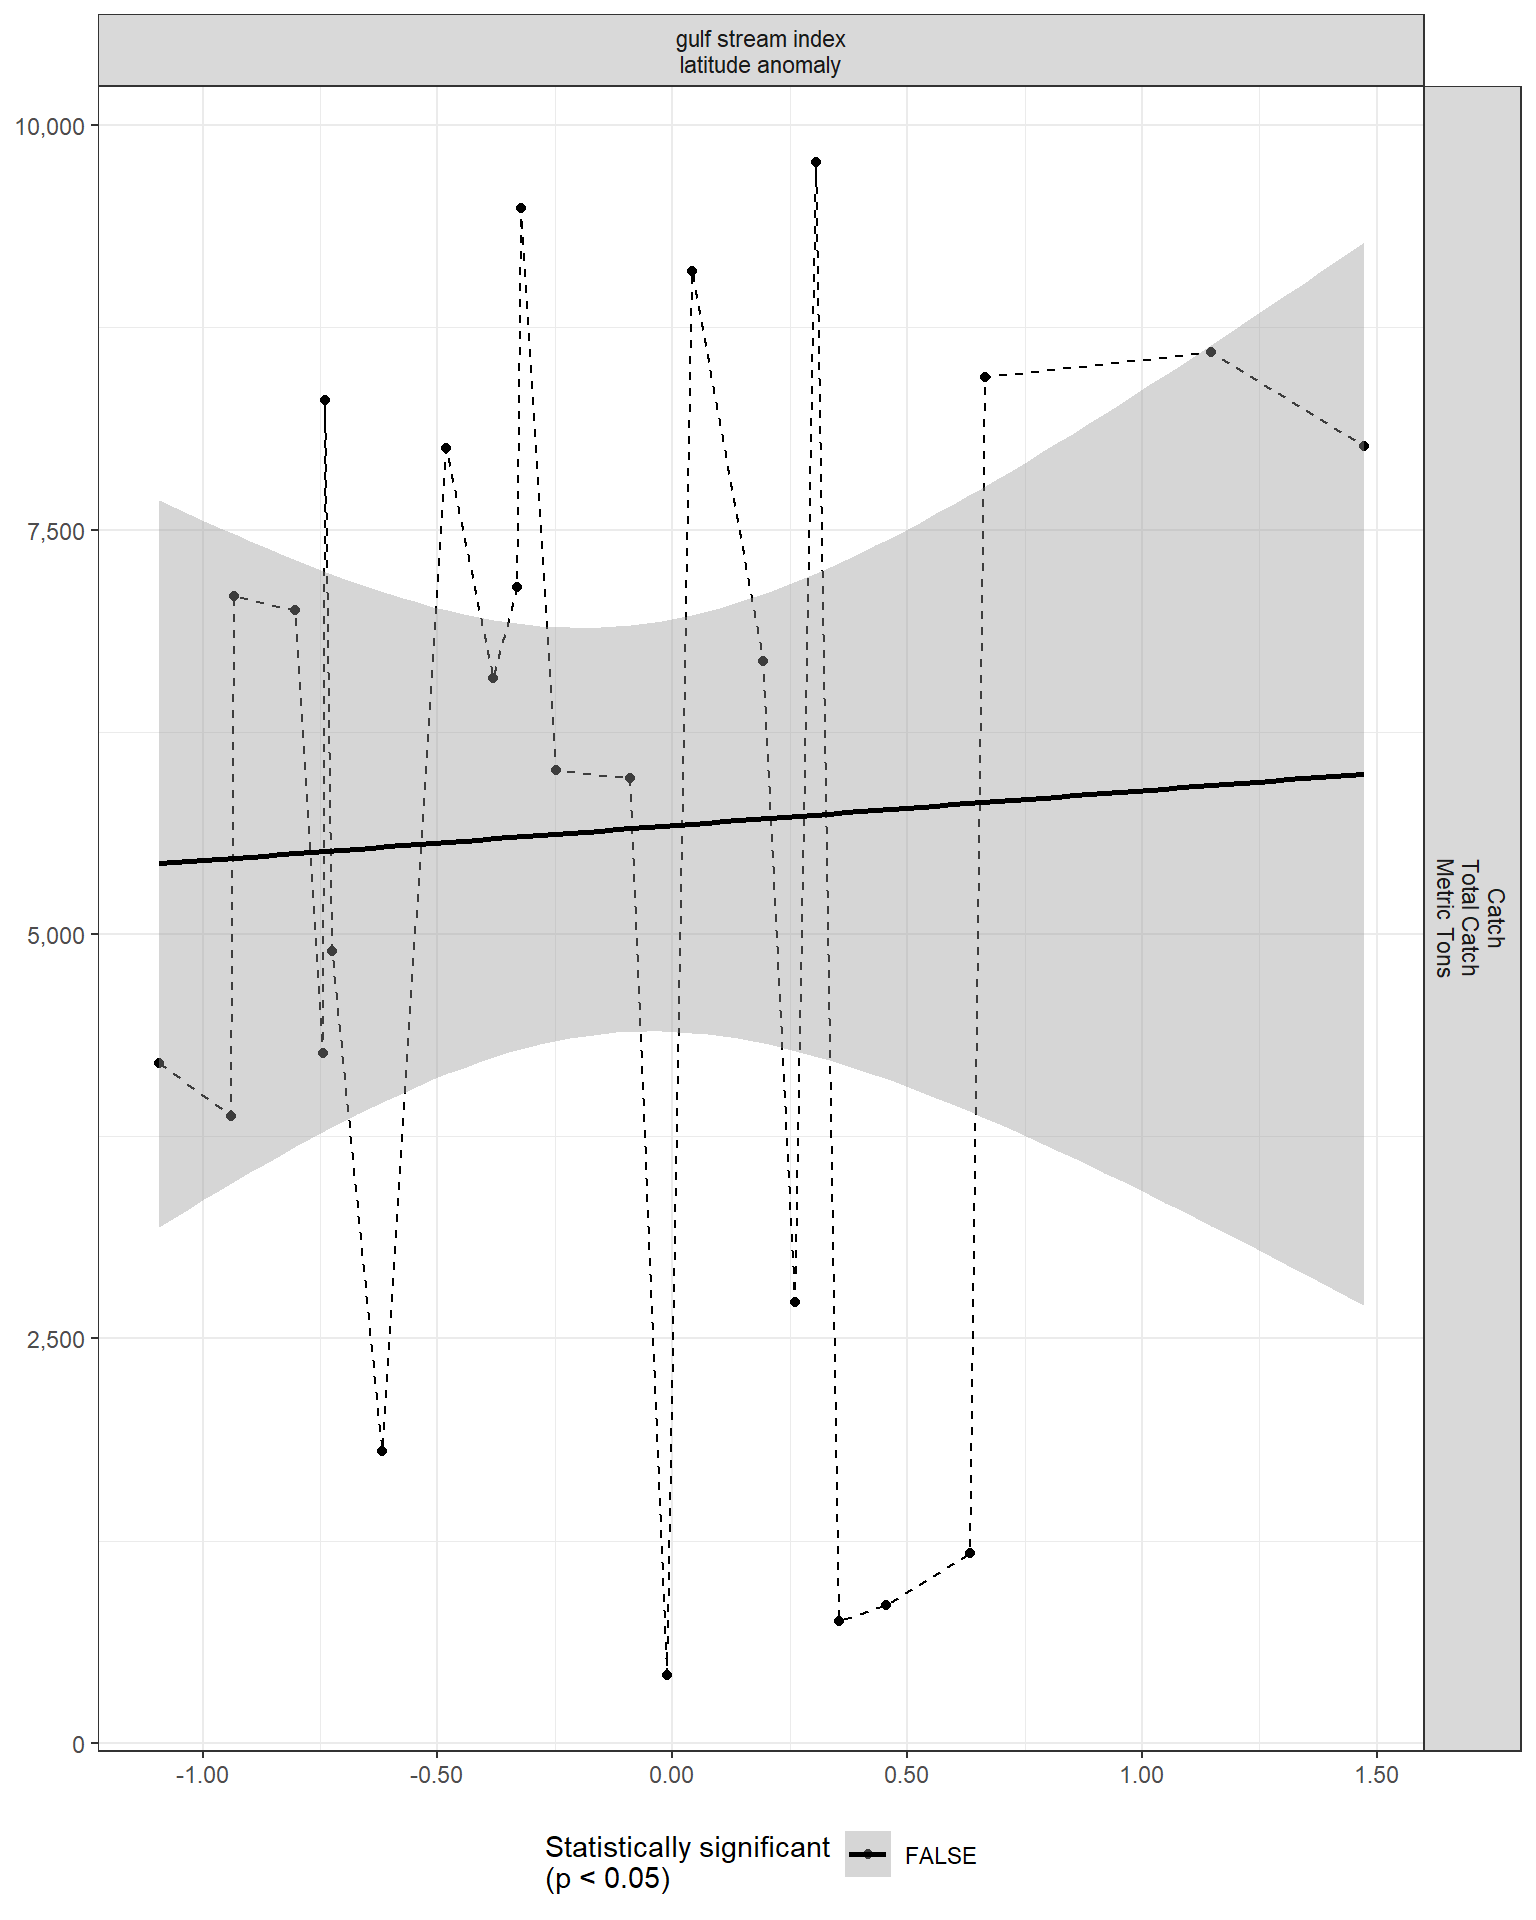 gulf stream index
latitude anomaly
10,000
7,500
5,000
2,500
0
Catch
Total Catch
Metric Tons
-1.00
-0.50
0.00
0.50
1.00
1.50
Statistically significant
(p < 0.05)
FALSE